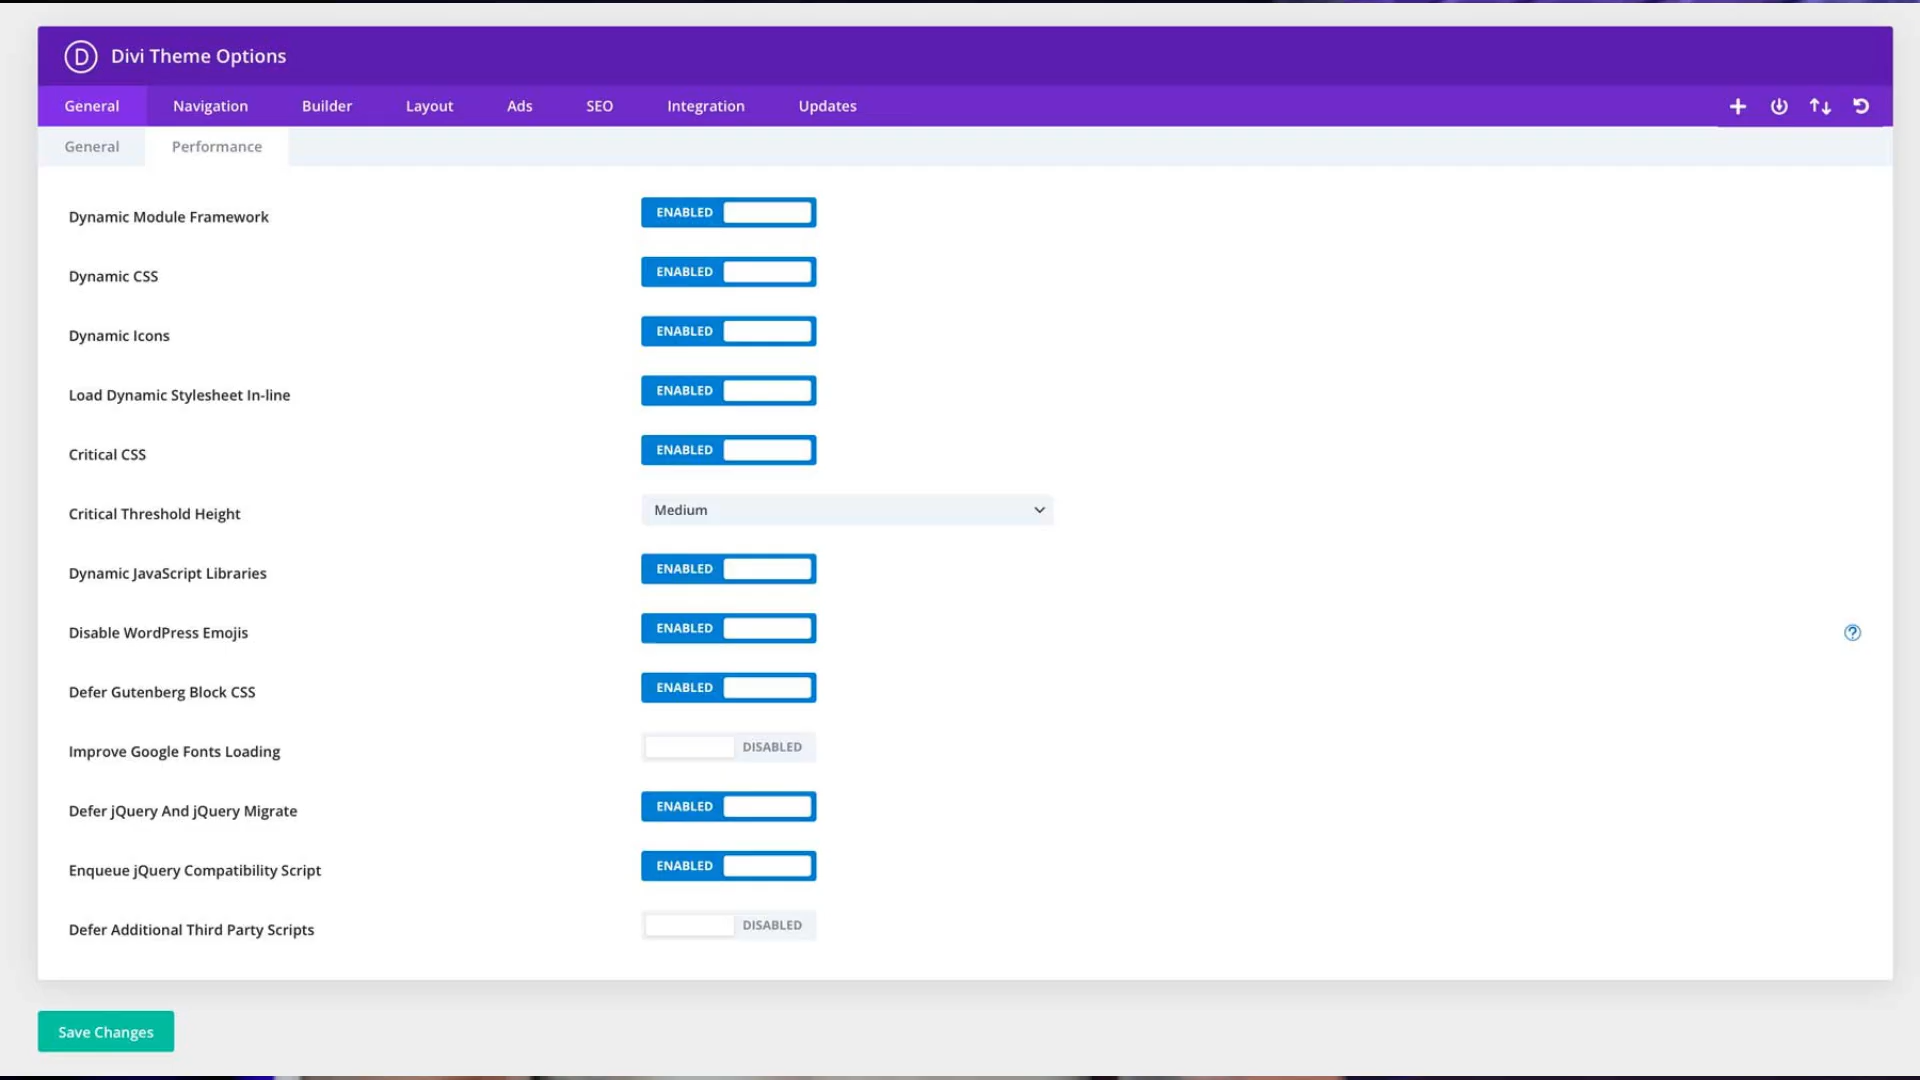 D Divi Theme Options
General Navigation Builder Layout Ads SEO Integration Updates
General Performance
Dynamic Module Framework ENABLED
Dynamic CSS ENABLED
Dynamic Icons ENABLED
Load Dynamic Stylesheet In-line ENABLED
Critical CSS ENABLED
Critical Threshold Height Medium
Dynamic JavaScript Libraries ENABLED
Disable WordPress Emojis ENABLED ?
Defer Gutenberg Block CSS ENABLED
Improve Google Fonts Loading DISABLED
Defer jQuery And jQuery Migrate ENABLED
Enqueue jQuery Compatibility Script ENABLED
Defer Additional Third Party Scripts DISABLED
Save Changes